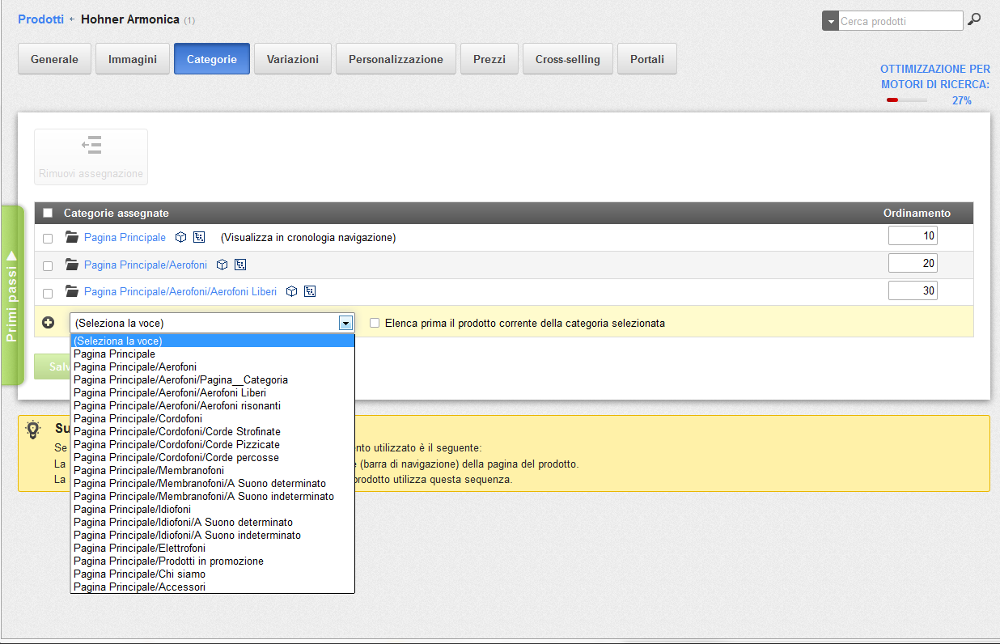 Prodotti Hohner Armonica (1)
Cerca prodotti
Generale Immagini Categorie Variazioni Personalizzazione Prezzi Cross-selling Portali
OTTIMIZZAZIONE PER
MOTORI DI RICERCA:
27%
Rimuovi assegnazione
Categorie assegnate Ordinamento
Pagina Principale (Visualizza in cronologia navigazione) 10
Pagina Principale/Aerofoni 20
Pagina Principale/Aerofoni/Aerofoni Liberi 30
Primi passi
(Seleziona la voce) Elenca prima il prodotto corrente della categoria selezionata
(Seleziona la voce)
Pagina Principale
Pagina Principale/Aerofoni
Pagina Principale/Aerofoni/Pagina__Categoria
Pagina Principale/Aerofoni/Aerofoni Liberi
Pagina Principale/Aerofoni/Aerofoni risonanti
Pagina Principale/Cordofoni
Pagina Principale/Cordofoni/Corde Strofinate
Pagina Principale/Cordofoni/Corde Pizzicate
Pagina Principale/Cordofoni/Corde percosse
Pagina Principale/Membranofoni
Pagina Principale/Membranofoni/A Suono determinato
Pagina Principale/Membranofoni/A Suono indeterminato
Pagina Principale/Idiofoni
Pagina Principale/Idiofoni/A Suono determinato
Pagina Principale/Idiofoni/A Suono indeterminato
Pagina Principale/Elettrofoni
Pagina Principale/Prodotti in promozione
Pagina Principale/Chi siamo
Pagina Principale/Accessori
Se utilizzato è il seguente:
La (barra di navigazione) della pagina del prodotto.
La prodotto utilizza questa sequenza.